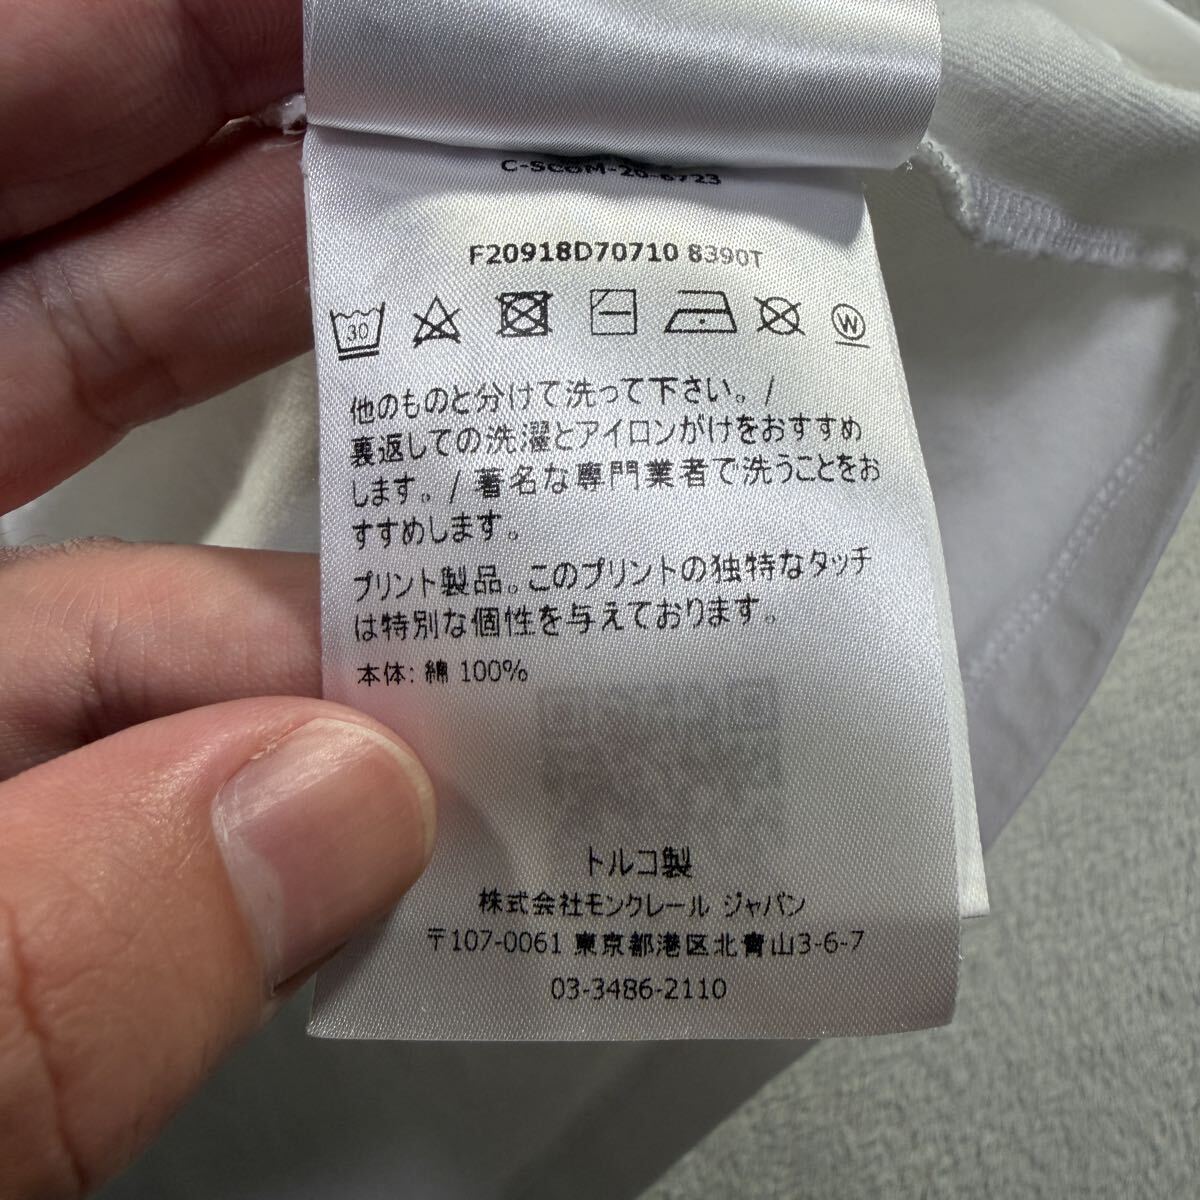 C-SCOM-20-6723
F20918D70710 8390T
30
W
他のものと分けて洗って下さい。/
裏返しての洗濯とアイロンがけをおすすめ
します。/ 著名な専門業者で洗うことをお
すすめします。
プリント製品。このプリントの独特なタッチ
は特別な個性を与えております。
本体: 綿 100%
トルコ製
株式会社モンクレール ジャパン
〒107-0061 東京都港区北青山3-6-7
03-3486-2110